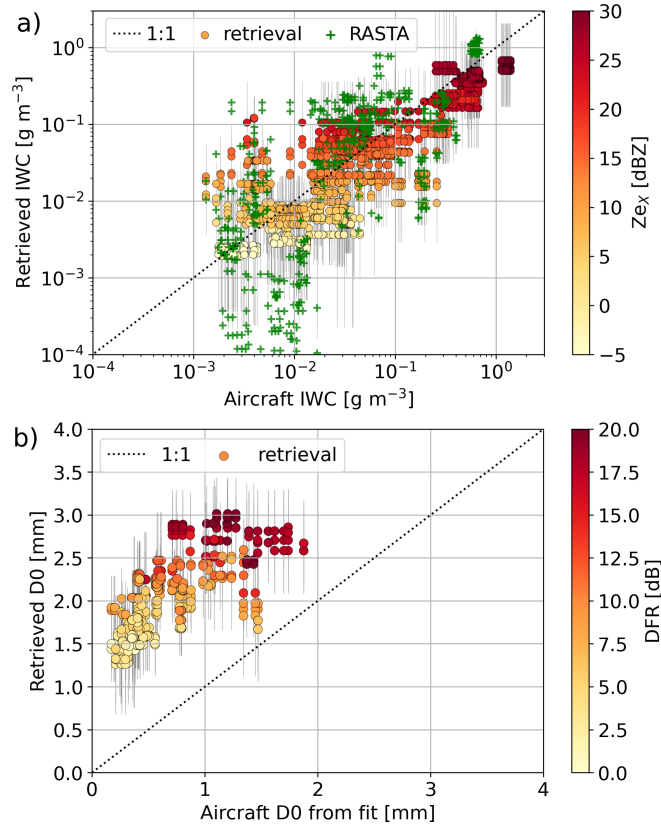 a)
1:1 retrieval RASTA
10^0
10^−1
10^−2
10^−3
10^−4
Retrieved IWC [g m^−3]
10^−4 10^−3 10^−2 10^−1 10^0
Aircraft IWC [g m^−3]
30
25
20
15
10
5
0
−5
Ze_X [dBZ]
b)
1:1 retrieval
4.0
3.5
3.0
2.5
2.0
1.5
1.0
0.5
0.0
Retrieved D0 [mm]
0 1 2 3 4
Aircraft D0 from fit [mm]
20.0
17.5
15.0
12.5
10.0
7.5
5.0
2.5
0.0
DFR [dB]